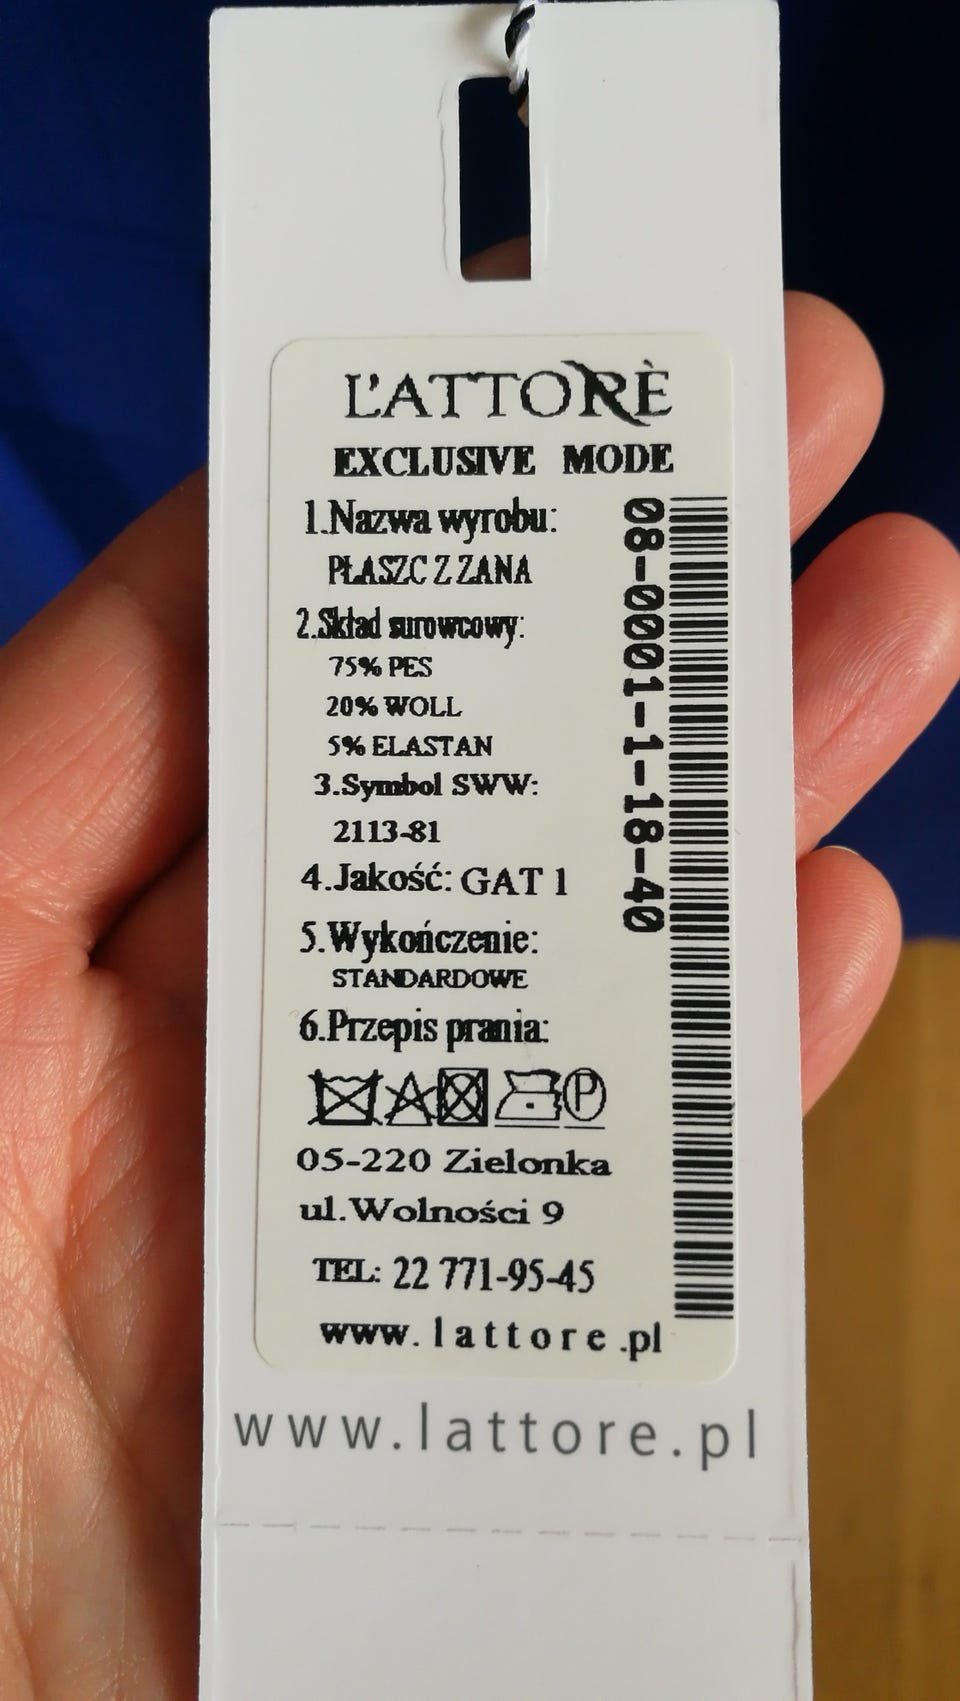 L'ATTORÈ
EXCLUSIVE MODE
1.Nazwa wyrobu:
PŁASZC Z ZANA
2.Skład surowcowy:
75% PES
20% WOLL
5% ELASTAN
3.Symbol SWW:
2113-81
4.Jakość: GAT 1
5.Wykończenie:
STANDARDOWE
6.Przepis prania:
P
05-220 Zielonka
ul.Wolności 9
TEL: 22 771-95-45
www.lattore.pl
08-0001-1-18-40
www.lattore.pl